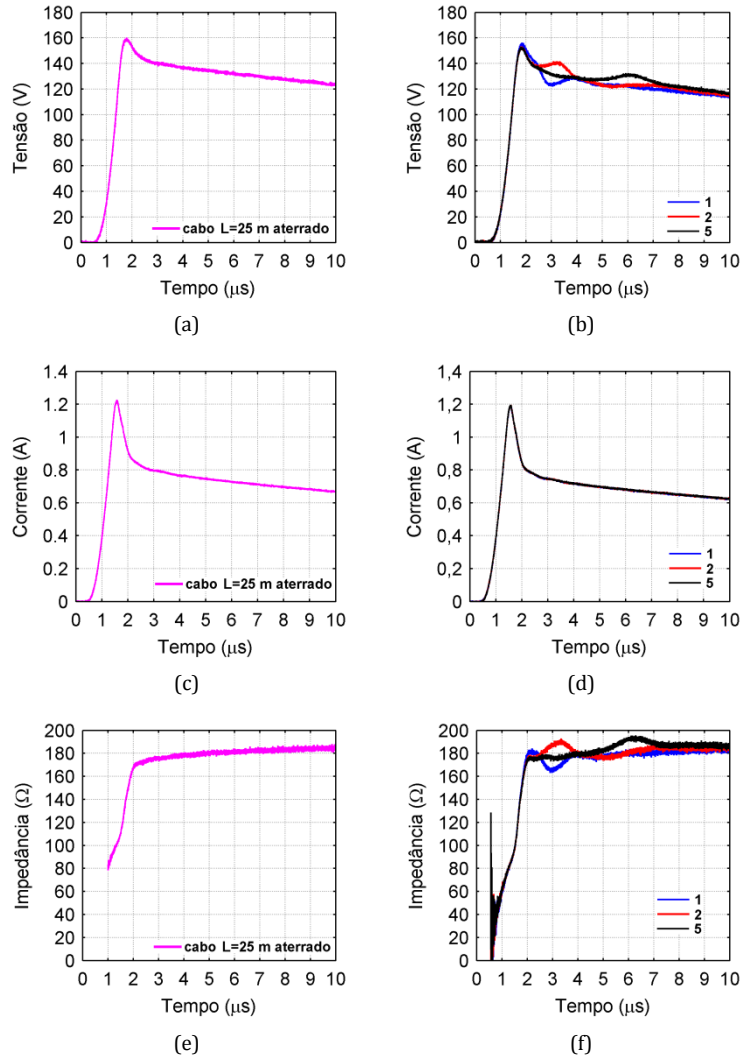 180
160
140
120
100
80
60
40
20
0
Tensão (V)
cabo L=25 m aterrado
0 1 2 3 4 5 6 7 8 9 10
Tempo (µs)
(a)
180
160
140
120
100
80
60
40
20
0
Tensão (V)
1
2
5
0 1 2 3 4 5 6 7 8 9 10
Tempo (µs)
(b)
1,4
1,2
1
0,8
0,6
0,4
0,2
0
Corrente (A)
cabo L=25 m aterrado
0 1 2 3 4 5 6 7 8 9 10
Tempo (µs)
(c)
1,4
1,2
1
0,8
0,6
0,4
0,2
0
Corrente (A)
1
2
5
0 1 2 3 4 5 6 7 8 9 10
Tempo (µs)
(d)
200
180
160
140
120
100
80
60
40
20
0
Impedância (Ω)
cabo L=25 m aterrado
0 1 2 3 4 5 6 7 8 9 10
Tempo (µs)
(e)
200
180
160
140
120
100
80
60
40
20
0
Impedância (Ω)
1
2
5
0 1 2 3 4 5 6 7 8 9 10
Tempo (µs)
(f)